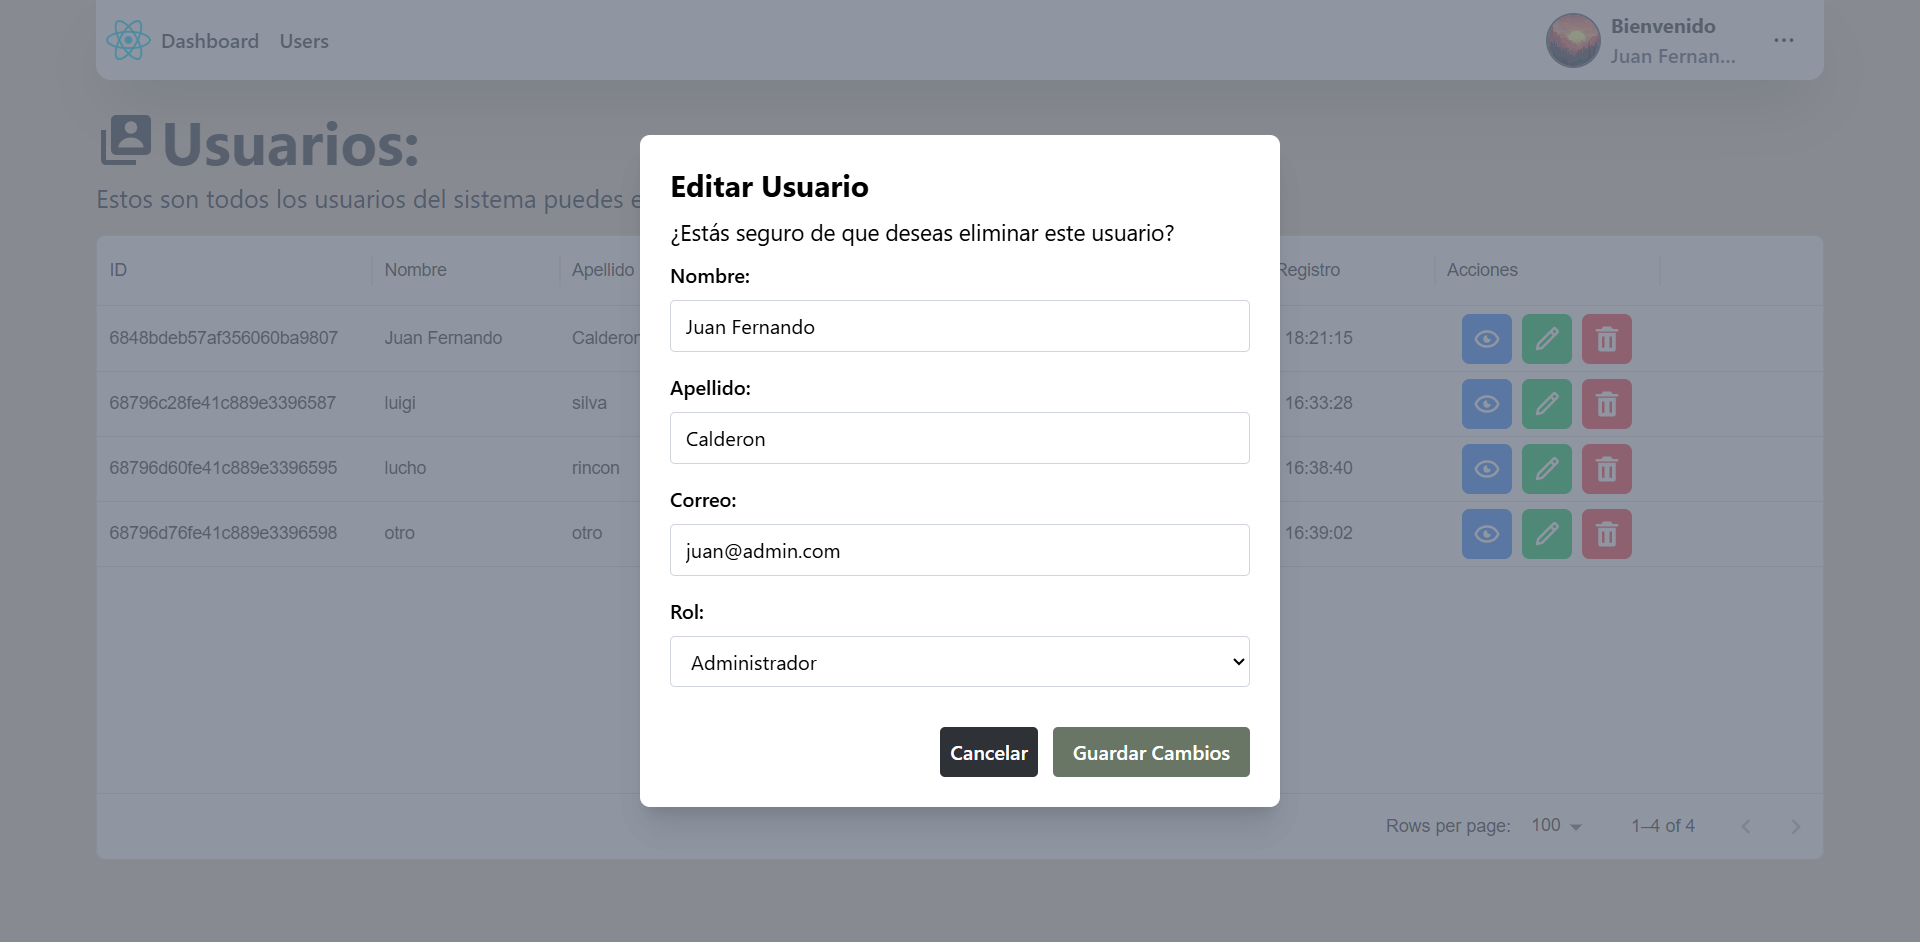 Dashboard Users
Bienvenido
Juan Fernan...
Usuarios:
Estos son todos los usuarios del sistema puedes
Editar Usuario
¿Estás seguro de que deseas eliminar este usuario?
Nombre:
Juan Fernando
Apellido:
Calderon
Correo:
juan@admin.com
Rol:
Administrador
Cancelar Guardar Cambios
ID Nombre Apellido Registro Acciones
6848bdeb57af356060ba9807 Juan Fernando Calderon 18:21:15
68796c28fe41c889e3396587 luigi silva 16:33:28
68796d60fe41c889e3396595 lucho rincon 16:38:40
68796d76fe41c889e3396598 otro otro 16:39:02
Rows per page: 100 1–4 of 4